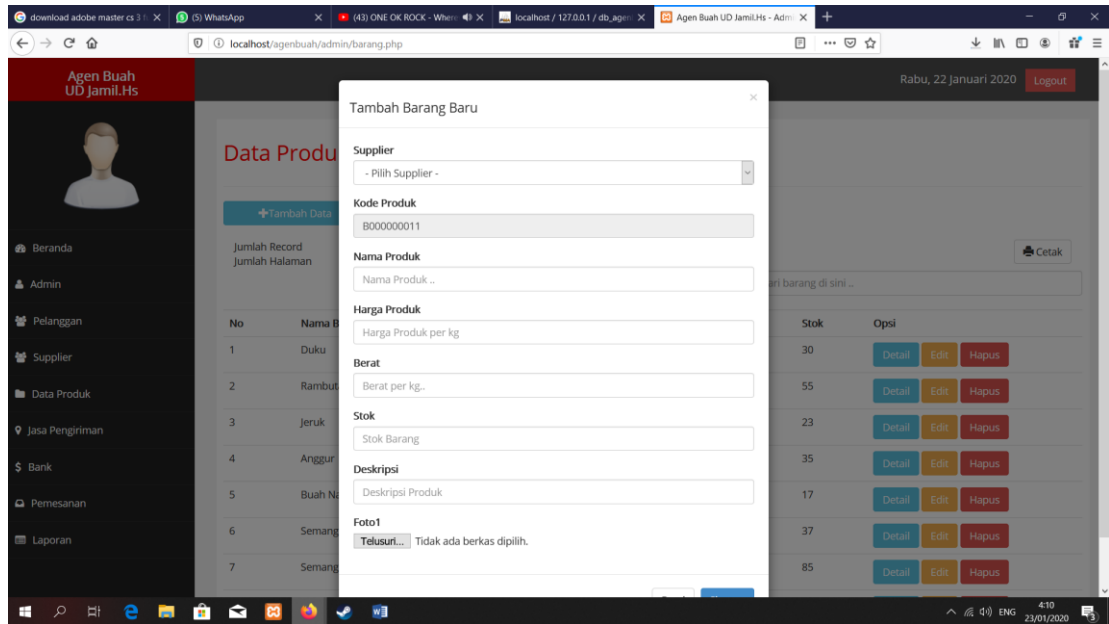 download adobe master cs 3 f
(5) WhatsApp
(43) ONE OK ROCK - Where
localhost / 127.0.0.1 / db_agen
Agen Buah UD Jamil.Hs - Admi
localhost/agenbuah/admin/barang.php
Agen Buah
UD Jamil.Hs
Rabu, 22 Januari 2020
Logout
Beranda
Admin
Pelanggan
Supplier
Data Produk
Jasa Pengiriman
$ Bank
Pemesanan
Laporan
Data Produ
+Tambah Data
Jumlah Record
Jumlah Halaman
Cetak
ari barang di sini ..
No Nama B Stok Opsi
1 Duku 30 Detail Edit Hapus
2 Rambut 55 Detail Edit Hapus
3 Jeruk 23 Detail Edit Hapus
4 Anggur 35 Detail Edit Hapus
5 Buah Na 17 Detail Edit Hapus
6 Semang 37 Detail Edit Hapus
7 Semang 85 Detail Edit Hapus
Tambah Barang Baru
×
Supplier
- Pilih Supplier -
Kode Produk
B000000011
Nama Produk
Nama Produk ..
Harga Produk
Harga Produk per kg
Berat
Berat per kg..
Stok
Stok Barang
Deskripsi
Deskripsi Produk
Foto1
Telusuri... Tidak ada berkas dipilih.
ENG
4:10
23/01/2020